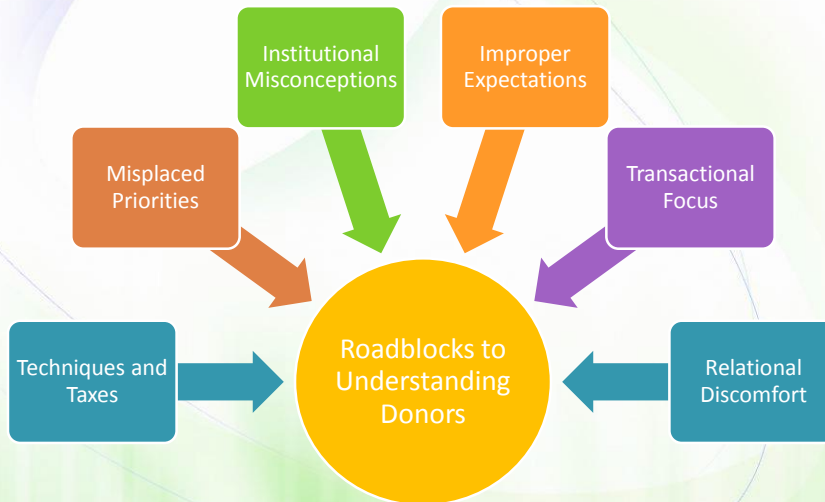 Institutional
Misconceptions
Improper
Expectations
Misplaced
Priorities
Transactional
Focus
Techniques and
Taxes
Roadblocks to
Understanding
Donors
Relational
Discomfort